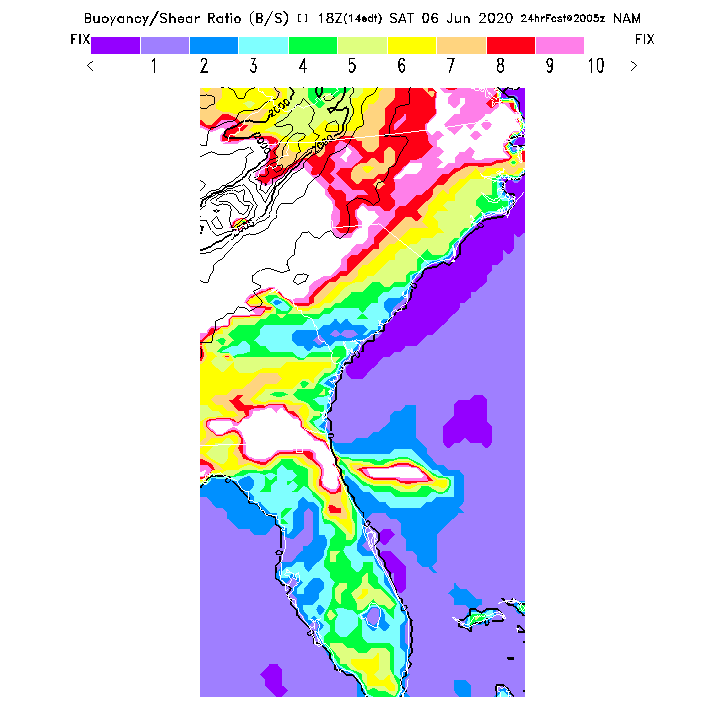 Buoyancy/Shear Ratio (B/S) [] 18Z(14edt) SAT 06 Jun 2020 24hrFcst@2005z NAM
FIX FIX
< 1 2 3 4 5 6 7 8 9 10 >
2000